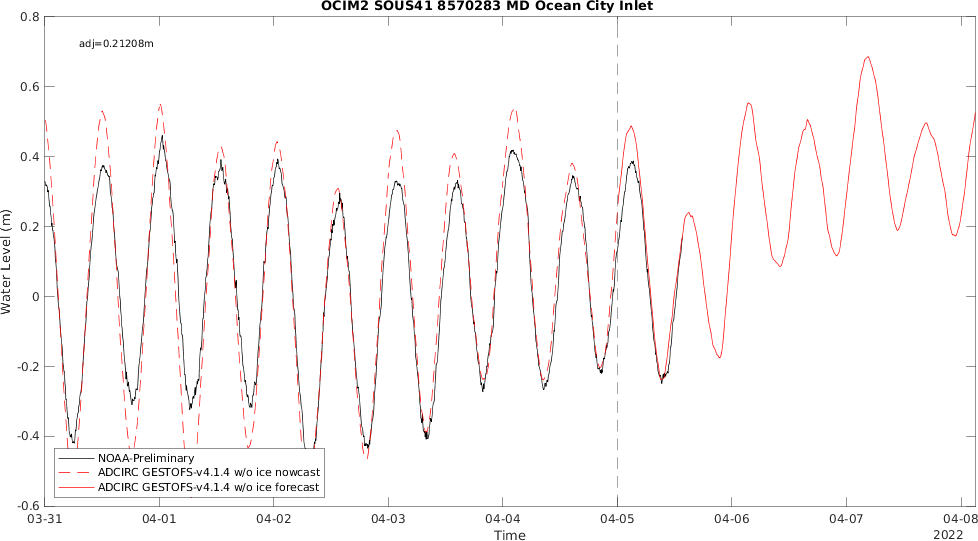 OCIM2 SOUS41 8570283 MD Ocean City Inlet
adj=0.21208m
Water Level (m)
0.8
0.6
0.4
0.2
0
-0.2
-0.4
-0.6
NOAA-Preliminary
ADCIRC GESTOFS-v4.1.4 w/o ice nowcast
ADCIRC GESTOFS-v4.1.4 w/o ice forecast
03-31 04-01 04-02 04-03 04-04 04-05 04-06 04-07 04-08
Time
2022